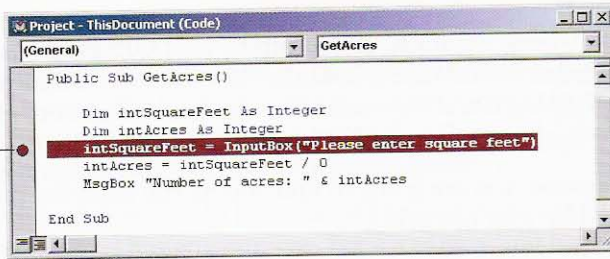 Project - ThisDocument (Code)
(General) GetAcres
Public Sub GetAcres()
Dim intSquareFeet As Integer
Dim intAcres As Integer
intSquareFeet = InputBox("Please enter square feet")
intAcres = intSquareFeet / 0
MsgBox "Number of acres: " & intAcres
End Sub